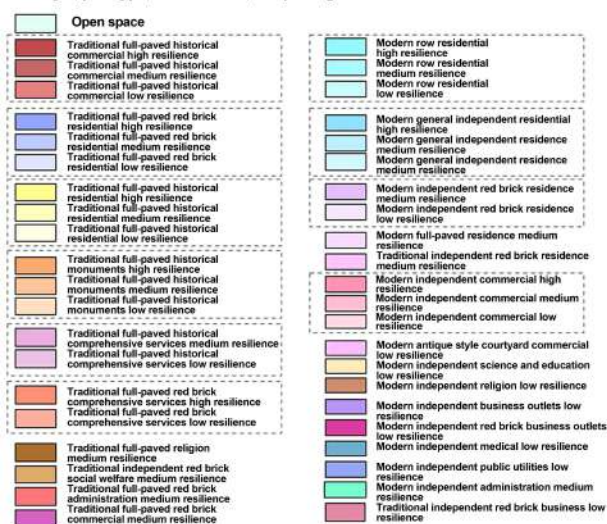 Open space
Traditional full-paved historical
commercial high resilience
Traditional full-paved historical
commercial medium resilience
Traditional full-paved historical
commercial low resilience
Traditional full-paved red brick
residential high resilience
Traditional full-paved red brick
residential medium resilience
Traditional full-paved red brick
residential low resilience
Traditional full-paved historical
residential high resilience
Traditional full-paved historical
residential medium resilience
Traditional full-paved historical
residential low resilience
Traditional full-paved historical
monuments high resilience
Traditional full-paved historical
monuments medium resilience
Traditional full-paved historical
monuments low resilience
Traditional full-paved historical
comprehensive services medium resilience
Traditional full-paved historical
comprehensive services low resilience
Traditional full-paved red brick
comprehensive services high resilience
Traditional full-paved red brick
comprehensive services low resilience
Traditional full-paved religion
medium resilience
Traditional independent red brick
social welfare medium resilience
Traditional full-paved red brick
administration medium resilience
Traditional full-paved red brick
commercial medium resilience
Modern row residential
high resilience
Modern row residential
medium resilience
Modern row residential
low resilience
Modern general independent residential
high resilience
Modern general independent residence
medium resilience
Modern general independent residence
medium resilience
Modern independent red brick residence
medium resilience
Modern independent red brick residence
low resilience
Modern full-paved residence medium
resilience
Traditional independent red brick residence
medium resilience
Modern independent commercial high
resilience
Modern independent commercial medium
resilience
Modern independent commercial low
resilience
Modern antique style courtyard commercial
low resilience
Modern independent science and education
low resilience
Modern independent religion low resilience
Modern independent business outlets low
resilience
Modern independent red brick business outlets
low resilience
Modern independent medical low resilience
Modern independent public utilities low
resilience
Modern independent administration medium
resilience
Traditional independent red brick business low
resilience